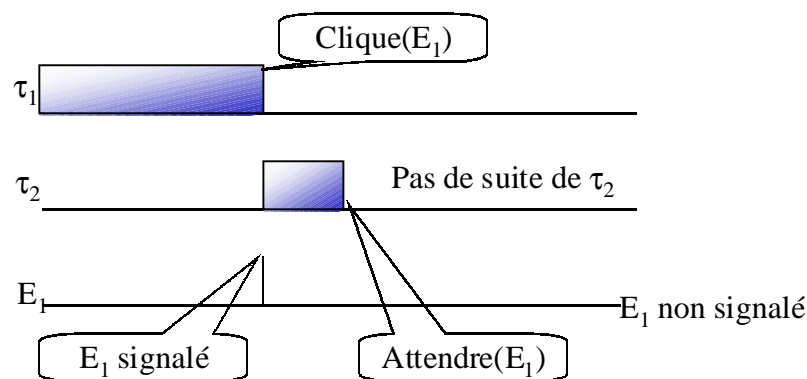 Clique(E₁)
τ₁
τ₂ Pas de suite de τ₂
E₁ E₁ non signalé
E₁ signalé Attendre(E₁)